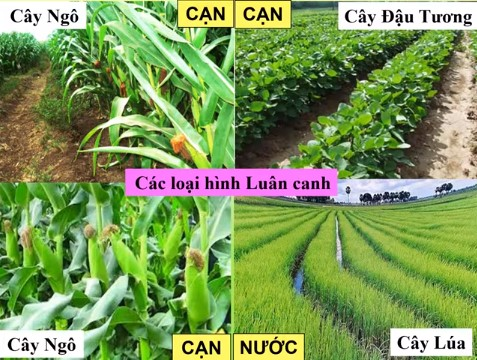 Cây Ngô
CẠN
CẠN
Cây Đậu Tương
Các loại hình Luân canh
Cây Ngô
CẠN
NƯỚC
Cây Lúa